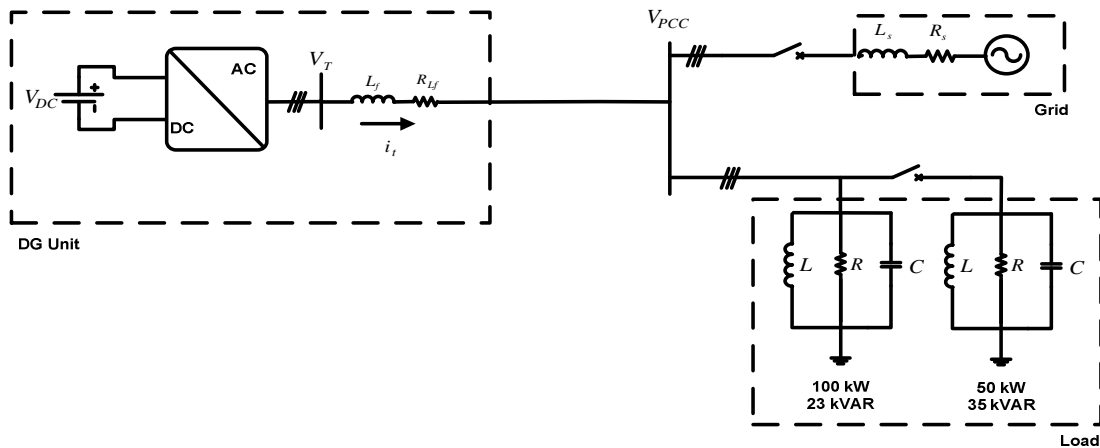 V_DC
AC
DC
V_T
L_f
R_Lf
i_t
DG Unit
V_PCC
L_s
R_s
Grid
L
R
C
L
R
C
100 kW
23 kVAR
50 kW
35 kVAR
Load